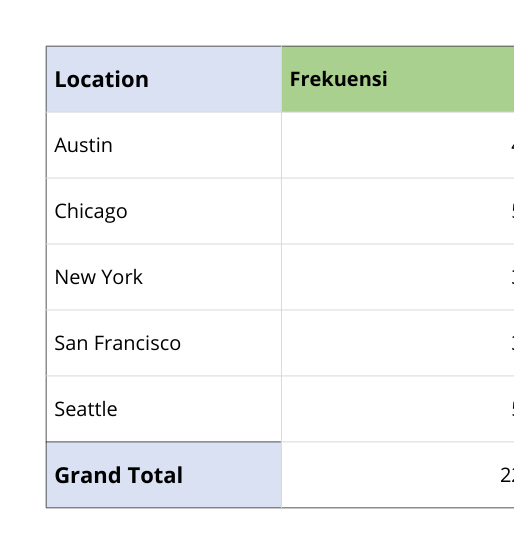 Location Frekuensi
Austin
Chicago
New York
San Francisco
Seattle
Grand Total